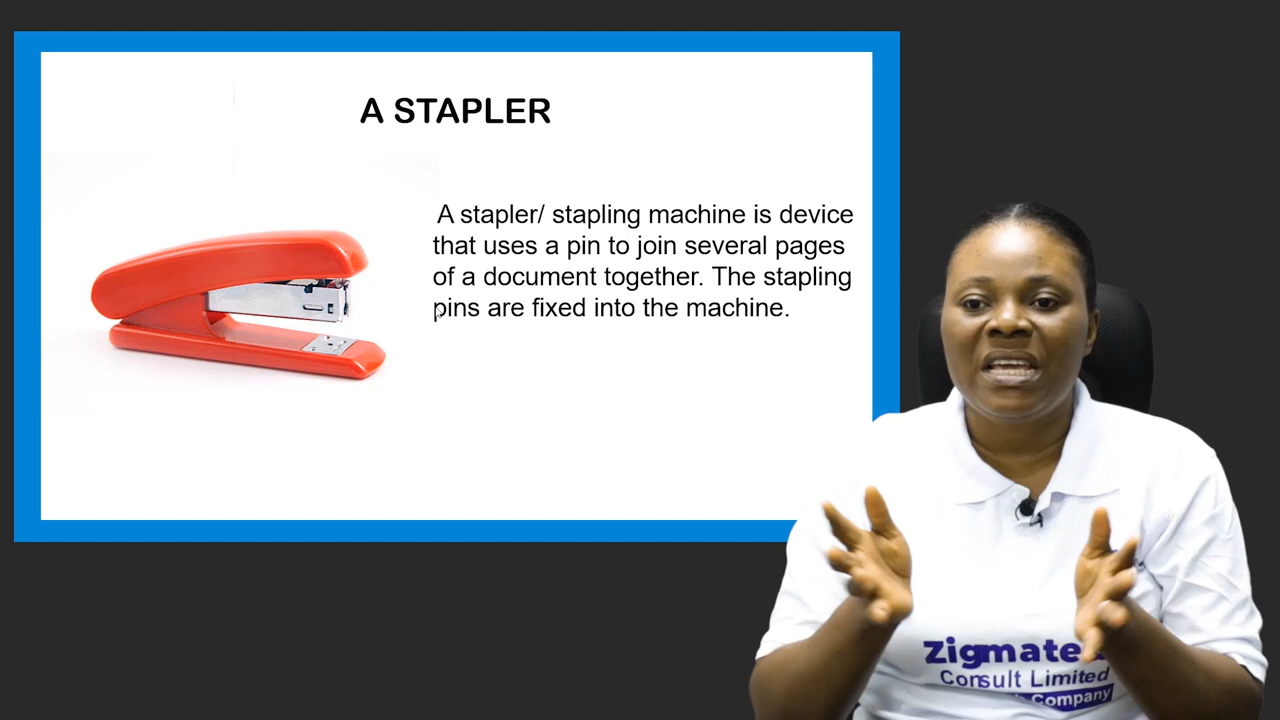 A STAPLER
A stapler/ stapling machine is device
that uses a pin to join several pages
of a document together. The stapling
pins are fixed into the machine.
Consult Limited
Company